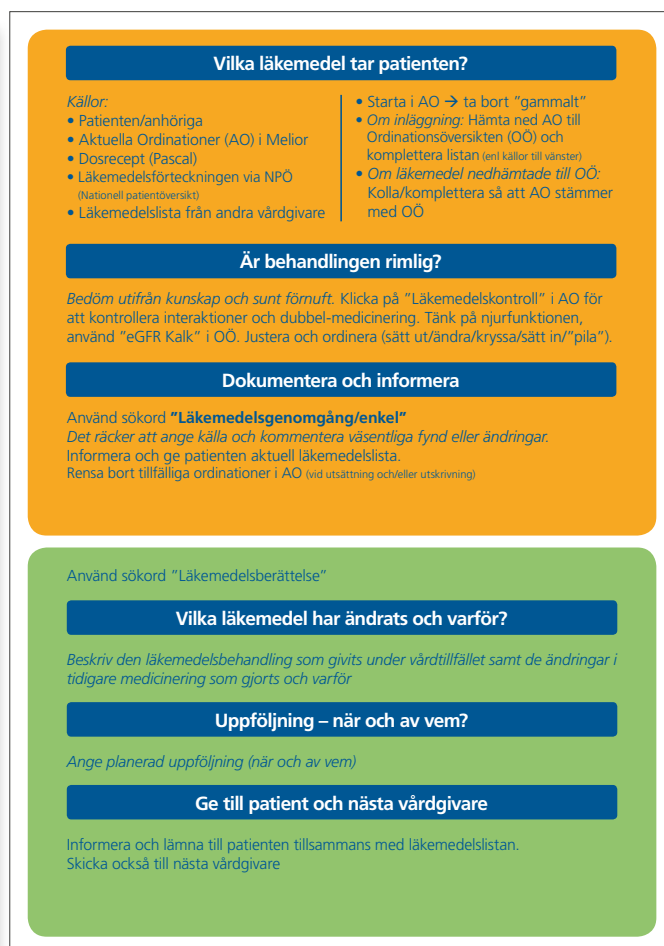 Vilka läkemedel tar patienten?
Källor:
• Patienten/anhöriga
• Aktuella Ordinationer (AO) i Melior
• Dosrecept (Pascal)
• Läkemedelsförteckningen via NPÖ
(Nationell patientöversikt)
• Läkemedelslista från andra vårdgivare
• Starta i AO → ta bort ”gammalt”
• Om inläggning: Hämta ned AO till
Ordinationsöversikten (OÖ) och
komplettera listan (enl källor till vänster)
• Om läkemedel nedhämtade till OÖ:
Kolla/komplettera så att AO stämmer
med OÖ
Är behandlingen rimlig?
Bedöm utifrån kunskap och sunt förnuft. Klicka på ”Läkemedelskontroll” i AO för
att kontrollera interaktioner och dubbel-medicinering. Tänk på njurfunktionen,
använd ”eGFR Kalk” i OÖ. Justera och ordinera (sätt ut/ändra/kryssa/sätt in/”pila”).
Dokumentera och informera
Använd sökord ”Läkemedelsgenomgång/enkel”
Det räcker att ange källa och kommentera väsentliga fynd eller ändringar.
Informera och ge patienten aktuell läkemedelslista.
Rensa bort tillfälliga ordinationer i AO (vid utsättning och/eller utskrivning)
Använd sökord ”Läkemedelsberättelse”
Vilka läkemedel har ändrats och varför?
Beskriv den läkemedelsbehandling som givits under vårdtillfället samt de ändringar i
tidigare medicinering som gjorts och varför
Uppföljning – när och av vem?
Ange planerad uppföljning (när och av vem)
Ge till patient och nästa vårdgivare
Informera och lämna till patienten tillsammans med läkemedelslistan.
Skicka också till nästa vårdgivare